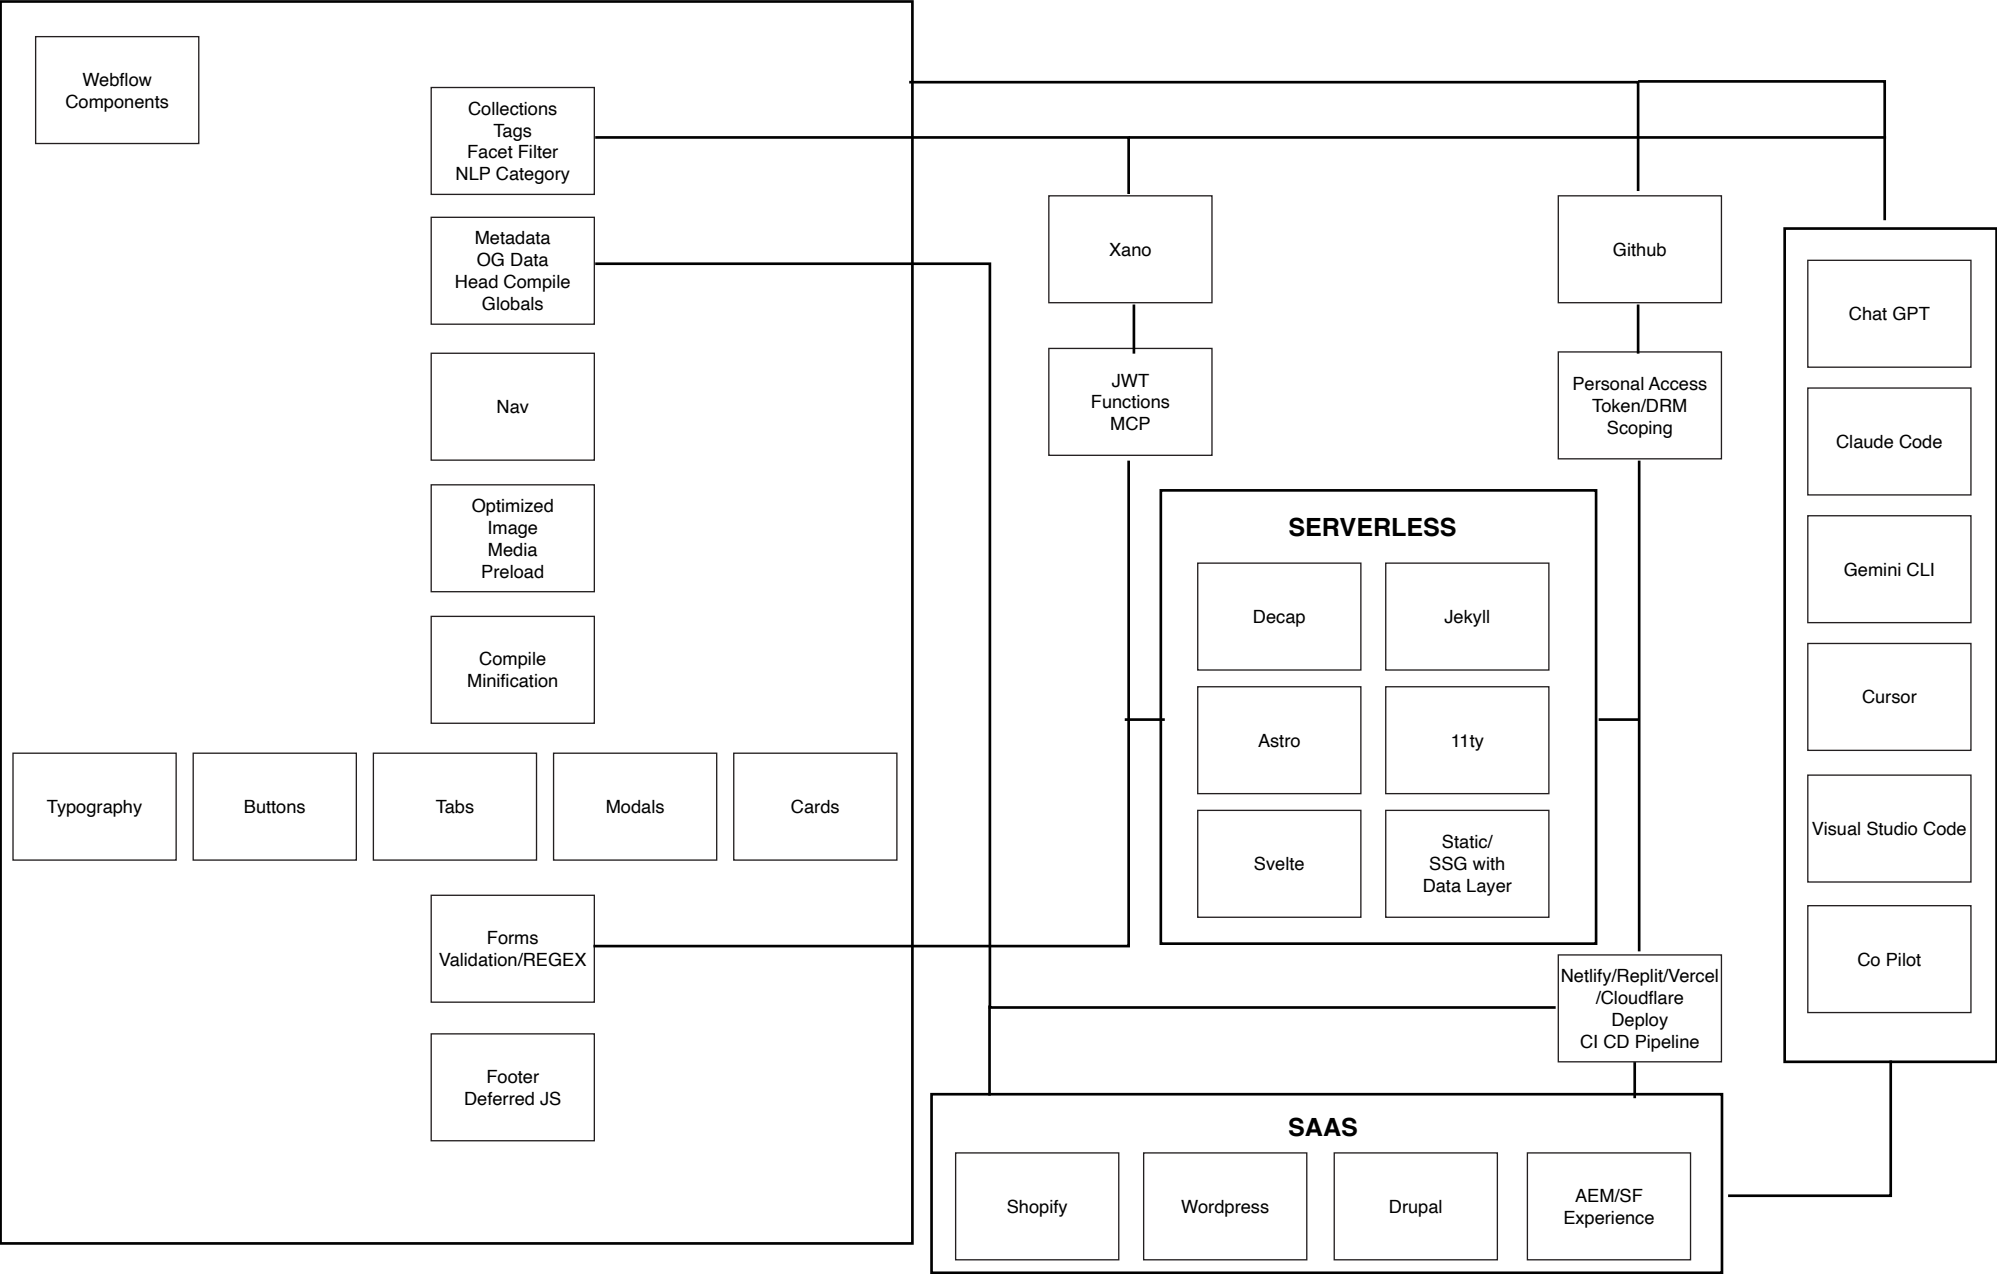 Webflow
Components
Collections
Tags
Facet Filter
NLP Category
Metadata
OG Data
Head Compile
Globals
Nav
Optimized
Image
Media
Preload
Compile
Minification
Typography
Buttons
Tabs
Modals
Cards
Forms
Validation/REGEX
Footer
Deferred JS
Xano
JWT
Functions
MCP
Github
Personal Access
Token/DRM
Scoping
SERVERLESS
Decap
Jekyll
Astro
11ty
Svelte
Static/
SSG with
Data Layer
Netlify/Replit/Vercel
/Cloudflare
Deploy
CI CD Pipeline
SAAS
Shopify
Wordpress
Drupal
AEM/SF
Experience
Chat GPT
Claude Code
Gemini CLI
Cursor
Visual Studio Code
Co Pilot